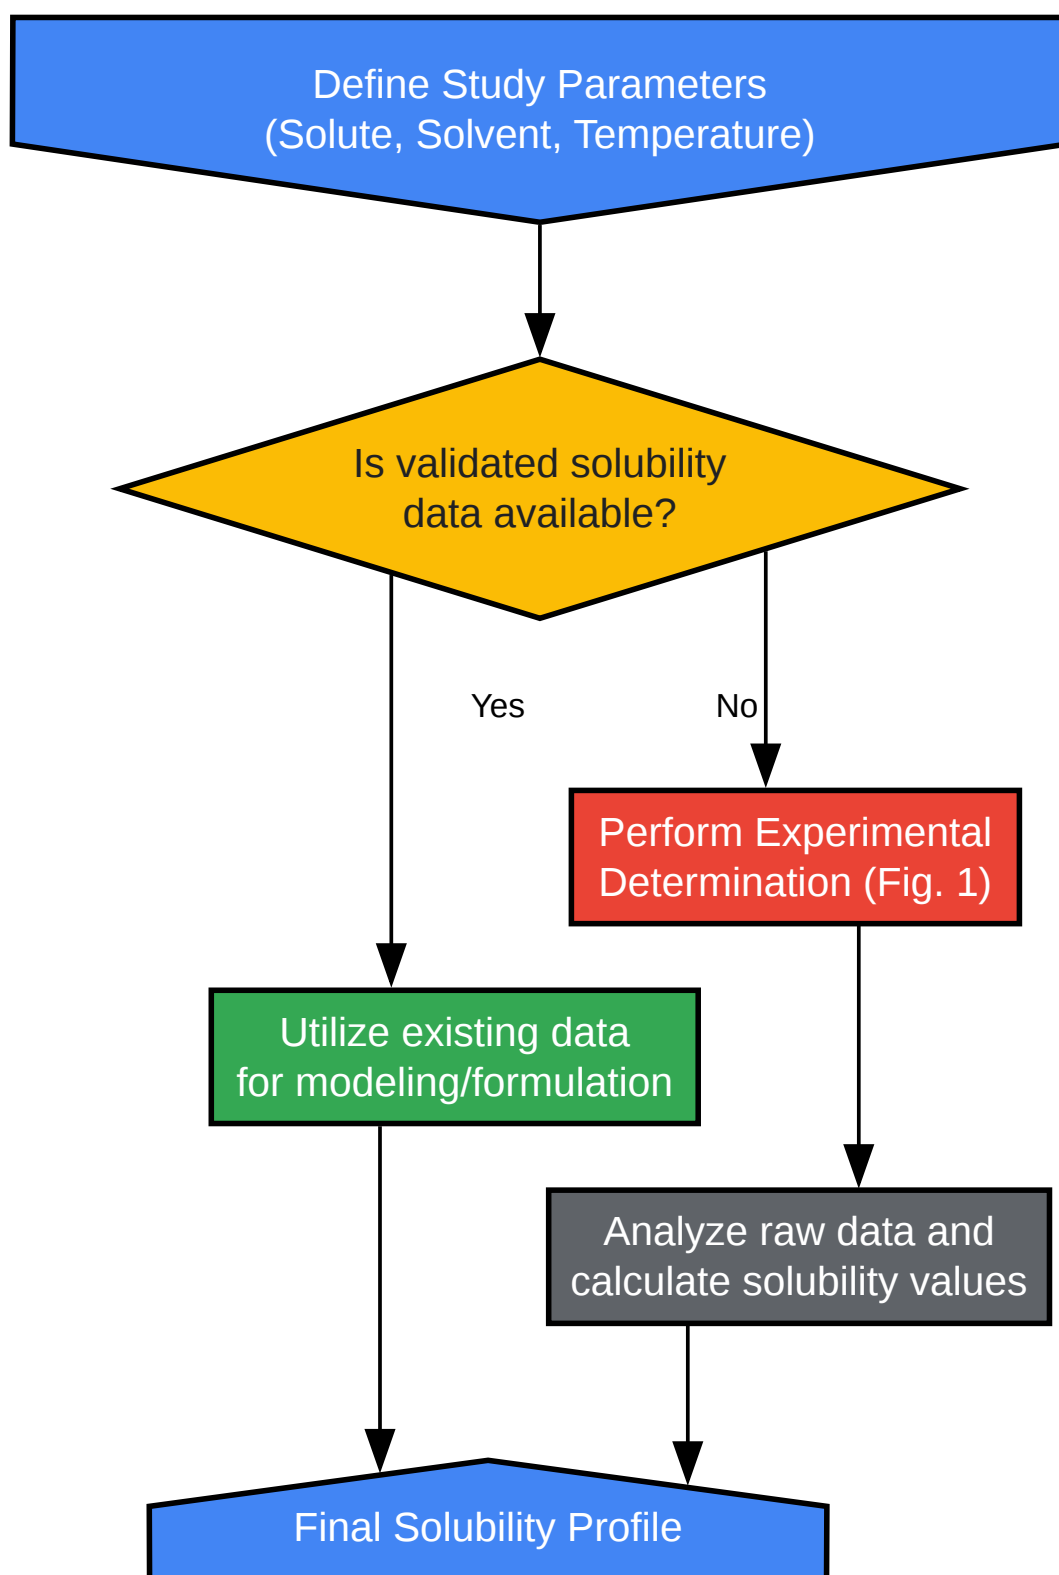 Define Study Parameters
(Solute, Solvent, Temperature)
Is validated solubility
data available?
Yes
No
Perform Experimental
Determination (Fig. 1)
Utilize existing data
for modeling/formulation
Analyze raw data and
calculate solubility values
Final Solubility Profile